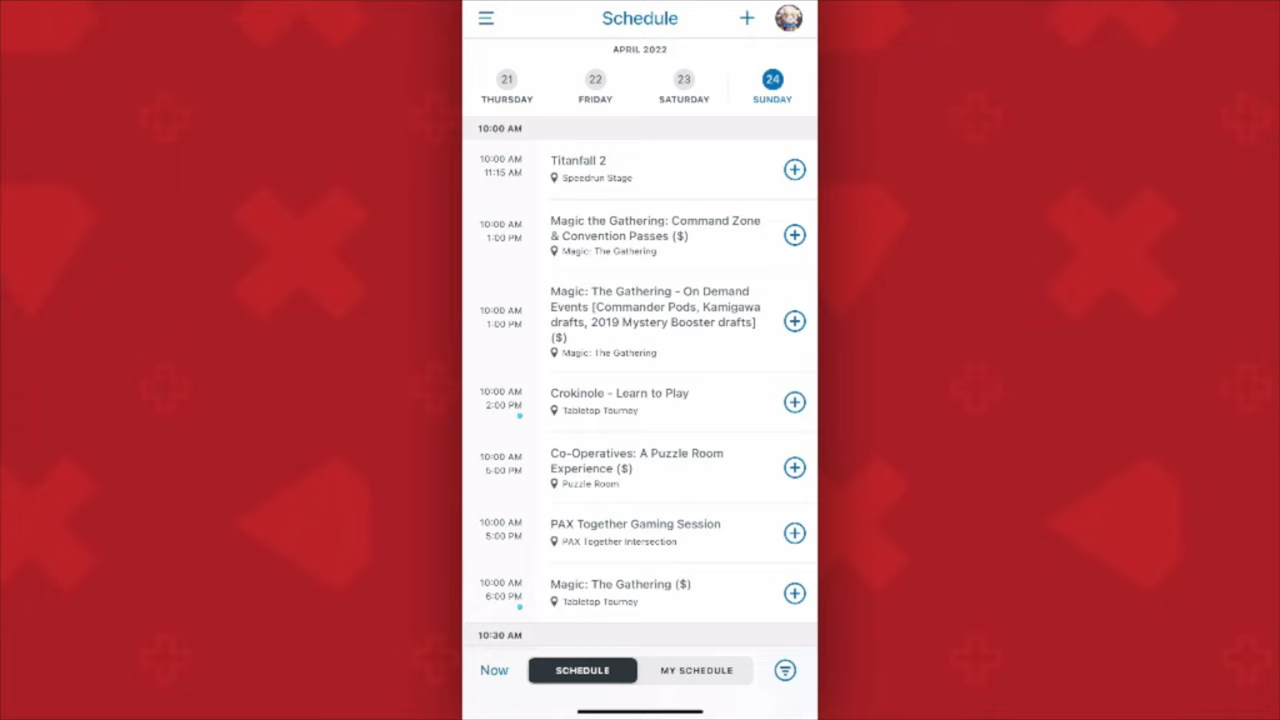 Schedule
APRIL 2022
21
22
23
24
THURSDAY
FRIDAY
SATURDAY
SUNDAY
10:00 AM
10:00 AM
11:15 AM
Titanfall 2
Speedrun Stage
10:00 AM
1:00 PM
Magic the Gathering: Command Zone
& Convention Passes ($)
Magic: The Gathering
10:00 AM
1:00 PM
Magic: The Gathering - On Demand
Events [Commander Pods, Kamigawa
drafts, 2019 Mystery Booster drafts]
($)
Magic: The Gathering
10:00 AM
2:00 PM
Crokinole - Learn to Play
Tabletop Tourney
10:00 AM
5:00 PM
Co-Operatives: A Puzzle Room
Experience ($)
Puzzle Room
10:00 AM
5:00 PM
PAX Together Gaming Session
PAX Together Intersection
10:00 AM
6:00 PM
Magic: The Gathering ($)
Tabletop Tourney
10:30 AM
Now
SCHEDULE
MY SCHEDULE